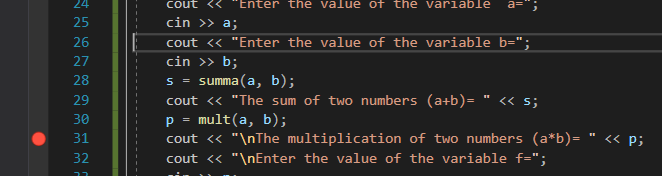 24 cout << "Enter the value of the variable  a=";
25 cin >> a;
26 cout << "Enter the value of the variable b=";
27 cin >> b;
28 s = summa(a, b);
29 cout << "The sum of two numbers (a+b)= " << s;
30 p = mult(a, b);
31 cout << "\nThe multiplication of two numbers (a*b)= " << p;
32 cout << "\nEnter the value of the variable f=";